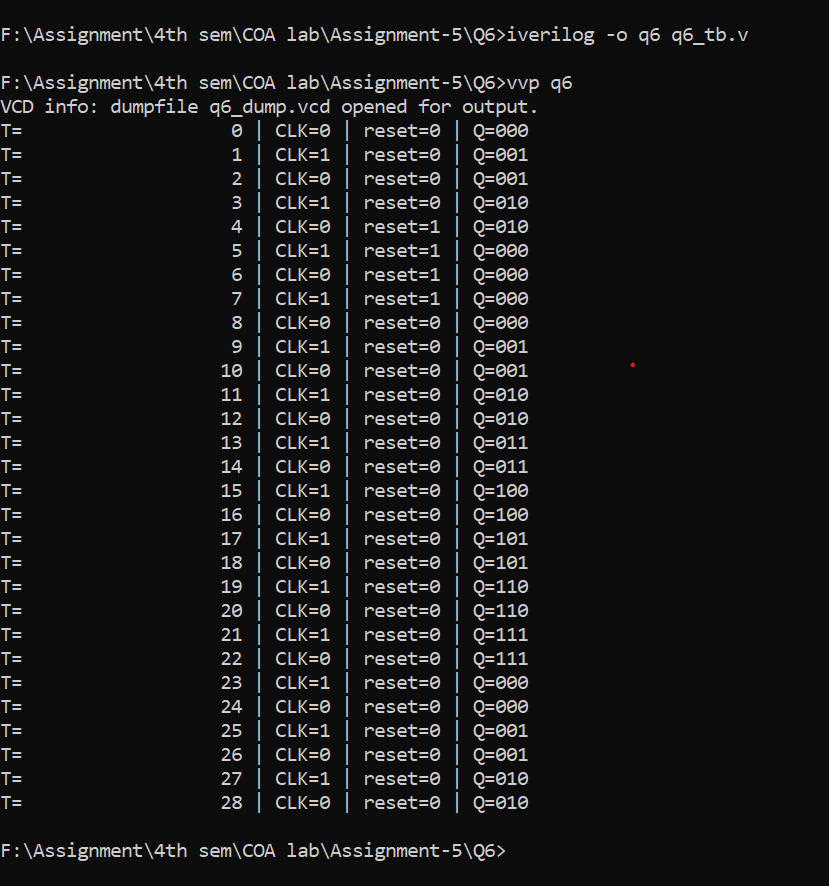 F:\Assignment\4th sem\COA lab\Assignment-5\Q6>iverilog -o q6 q6_tb.v
F:\Assignment\4th sem\COA lab\Assignment-5\Q6>vvp q6
VCD info: dumpfile q6_dump.vcd opened for output.
T=                   0 | CLK=0 | reset=0 | Q=000
T=                   1 | CLK=1 | reset=0 | Q=001
T=                   2 | CLK=0 | reset=0 | Q=001
T=                   3 | CLK=1 | reset=0 | Q=010
T=                   4 | CLK=0 | reset=1 | Q=010
T=                   5 | CLK=1 | reset=1 | Q=000
T=                   6 | CLK=0 | reset=1 | Q=000
T=                   7 | CLK=1 | reset=1 | Q=000
T=                   8 | CLK=0 | reset=0 | Q=000
T=                   9 | CLK=1 | reset=0 | Q=001
T=                  10 | CLK=0 | reset=0 | Q=001
T=                  11 | CLK=1 | reset=0 | Q=010
T=                  12 | CLK=0 | reset=0 | Q=010
T=                  13 | CLK=1 | reset=0 | Q=011
T=                  14 | CLK=0 | reset=0 | Q=011
T=                  15 | CLK=1 | reset=0 | Q=100
T=                  16 | CLK=0 | reset=0 | Q=100
T=                  17 | CLK=1 | reset=0 | Q=101
T=                  18 | CLK=0 | reset=0 | Q=101
T=                  19 | CLK=1 | reset=0 | Q=110
T=                  20 | CLK=0 | reset=0 | Q=110
T=                  21 | CLK=1 | reset=0 | Q=111
T=                  22 | CLK=0 | reset=0 | Q=111
T=                  23 | CLK=1 | reset=0 | Q=000
T=                  24 | CLK=0 | reset=0 | Q=000
T=                  25 | CLK=1 | reset=0 | Q=001
T=                  26 | CLK=0 | reset=0 | Q=001
T=                  27 | CLK=1 | reset=0 | Q=010
T=                  28 | CLK=0 | reset=0 | Q=010
F:\Assignment\4th sem\COA lab\Assignment-5\Q6>